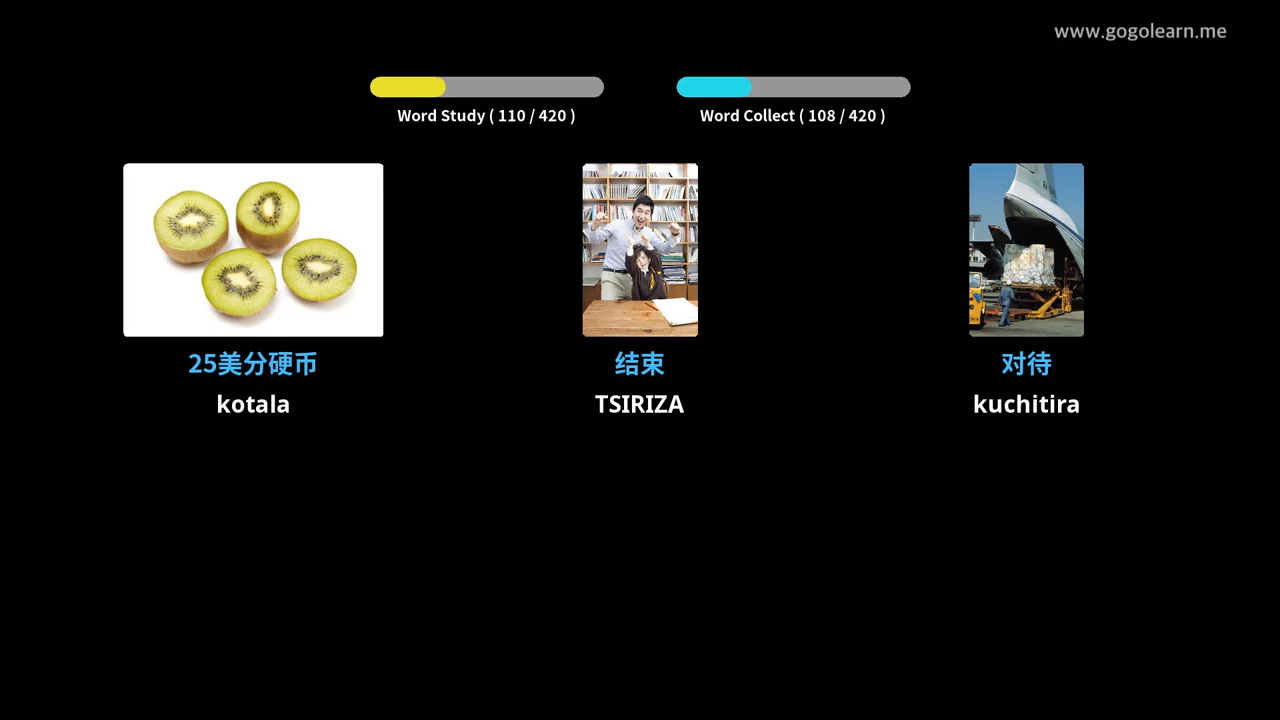 www.gogolearn.me
Word Study ( 110 / 420 )
Word Collect ( 108 / 420 )
25美分硬币
结束
对待
kotala
TSIRIZA
kuchitira